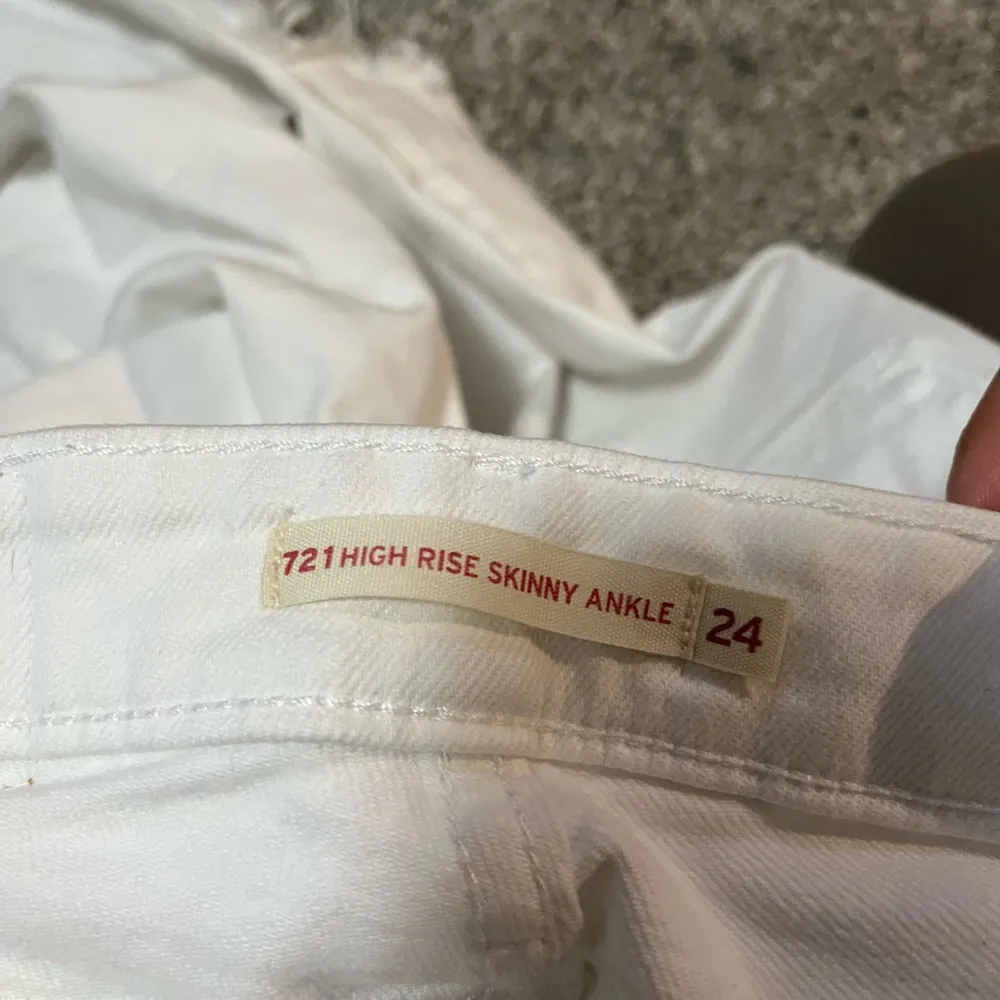 721 HIGH RISE SKINNY ANKLE 24